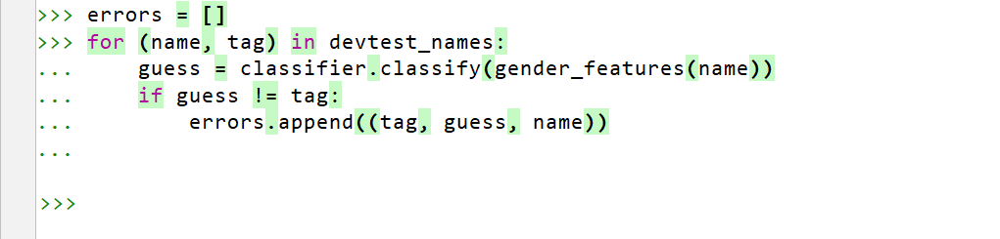 >>> errors = []
>>> for (name, tag) in devtest_names:
...     guess = classifier.classify(gender_features(name))
...     if guess != tag:
...         errors.append((tag, guess, name))
...
>>>